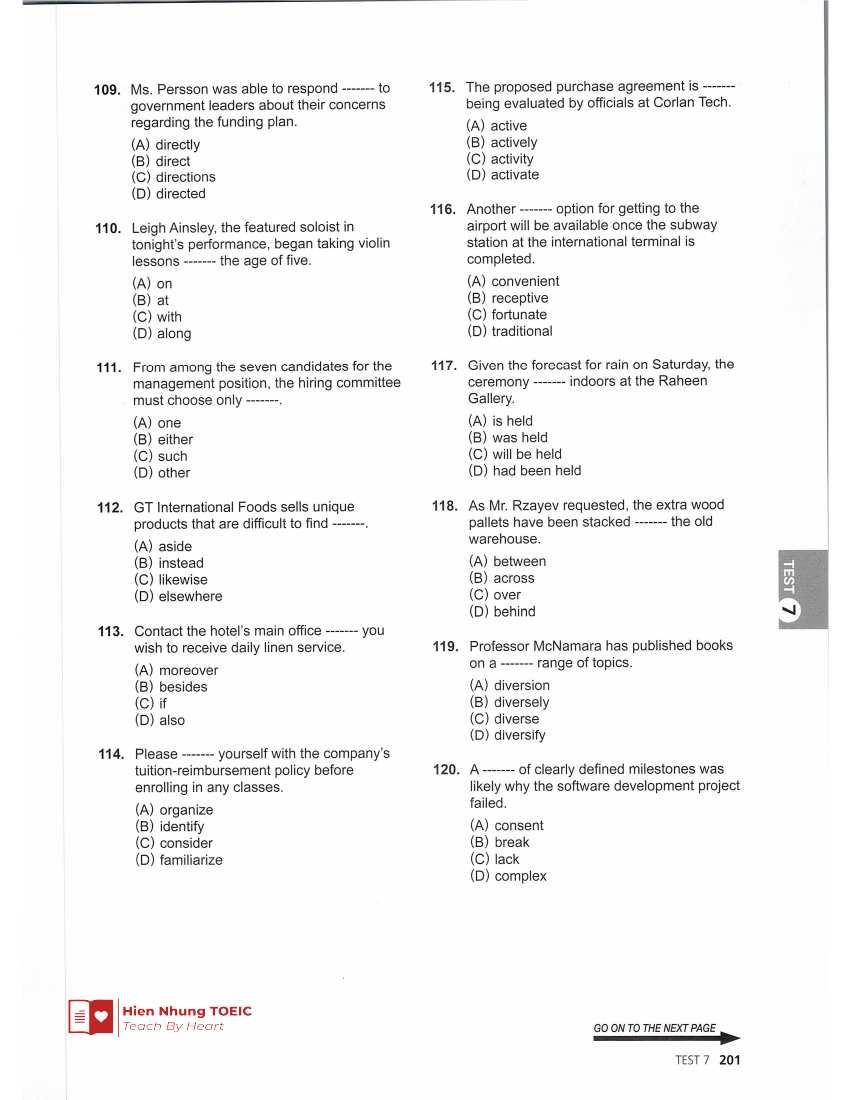 109. Ms. Persson was able to respond ------- to
government leaders about their concerns
regarding the funding plan.
(A) directly
(B) direct
(C) directions
(D) directed
110. Leigh Ainsley, the featured soloist in
tonight's performance, began taking violin
lessons ------- the age of five.
(A) on
(B) at
(C) with
(D) along
111. From among the seven candidates for the
management position, the hiring committee
must choose only -------.
(A) one
(B) either
(C) such
(D) other
112. GT International Foods sells unique
products that are difficult to find -------.
(A) aside
(B) instead
(C) likewise
(D) elsewhere
113. Contact the hotel's main office ------- you
wish to receive daily linen service.
(A) moreover
(B) besides
(C) if
(D) also
114. Please ------- yourself with the company's
tuition-reimbursement policy before
enrolling in any classes.
(A) organize
(B) identify
(C) consider
(D) familiarize
115. The proposed purchase agreement is -------
being evaluated by officials at Corlan Tech.
(A) active
(B) actively
(C) activity
(D) activate
116. Another ------- option for getting to the
airport will be available once the subway
station at the international terminal is
completed.
(A) convenient
(B) receptive
(C) fortunate
(D) traditional
117. Given the forecast for rain on Saturday, the
ceremony ------- indoors at the Raheen
Gallery.
(A) is held
(B) was held
(C) will be held
(D) had been held
118. As Mr. Rzayev requested, the extra wood
pallets have been stacked ------- the old
warehouse.
(A) between
(B) across
(C) over
(D) behind
119. Professor McNamara has published books
on a ------- range of topics.
(A) diversion
(B) diversely
(C) diverse
(D) diversify
120. A ------- of clearly defined milestones was
likely why the software development project
failed.
(A) consent
(B) break
(C) lack
(D) complex
TEST 7
Hien Nhung TOEIC
Teach By Heart
GO ON TO THE NEXT PAGE
TEST 7 201